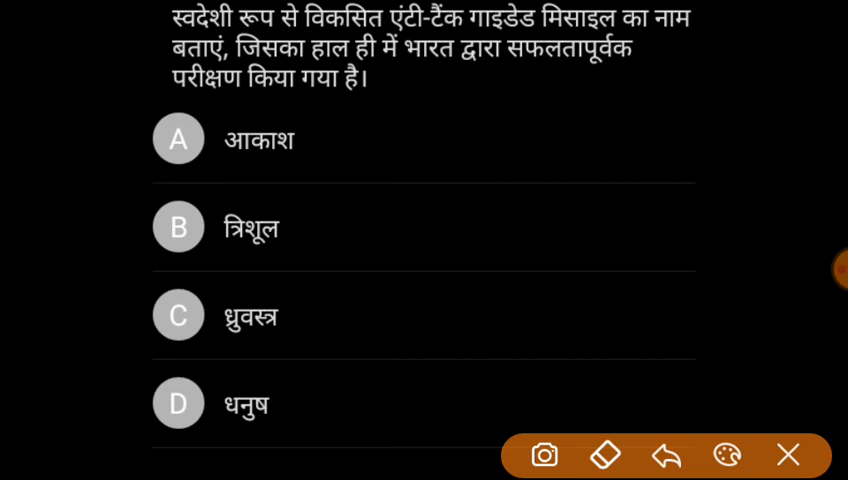 स्वदेशी रूप से विकसित एंटी-टैंक गाइडेड मिसाइल का नाम
बताएं, जिसका हाल ही में भारत द्वारा सफलतापूर्वक
परीक्षण किया गया है।
A आकाश
B त्रिशूल
C ध्रुवस्त्र
D धनुष